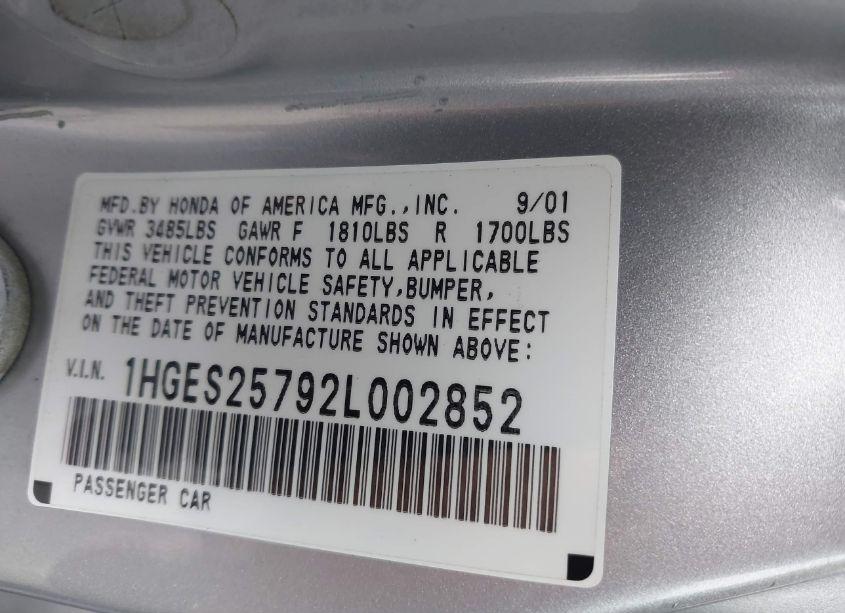 MFD.BY HONDA OF AMERICA MFG.,INC. 9/01
GVWR 3485LBS GAWR F 1810LBS R 1700LBS
THIS VEHICLE CONFORMS TO ALL APPLICABLE
FEDERAL MOTOR VEHICLE SAFETY,BUMPER,
AND THEFT PREVENTION STANDARDS IN EFFECT
ON THE DATE OF MANUFACTURE SHOWN ABOVE:
V.I.N. 1HGES25792L002852
PASSENGER CAR